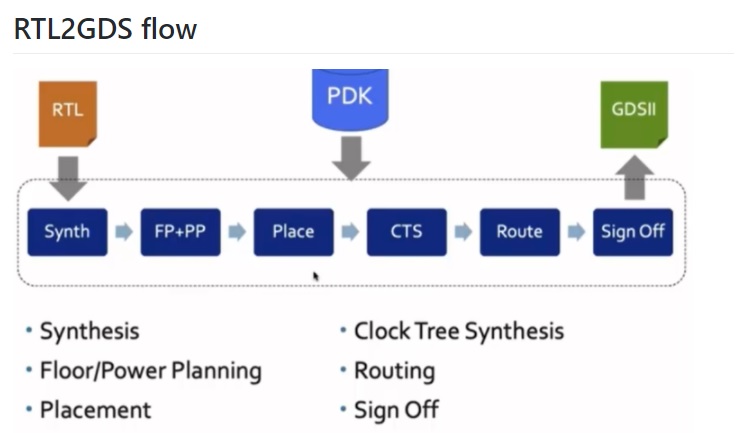 RTL2GDS flow
RTL
PDK
GDSII
Synth
FP+PP
Place
CTS
Route
Sign Off
• Synthesis
• Floor/Power Planning
• Placement
• Clock Tree Synthesis
• Routing
• Sign Off